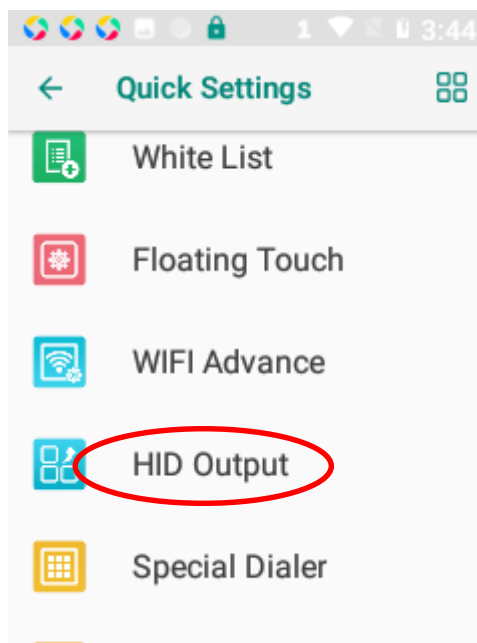 1 3:44
Quick Settings
White List
Floating Touch
WIFI Advance
HID Output
Special Dialer